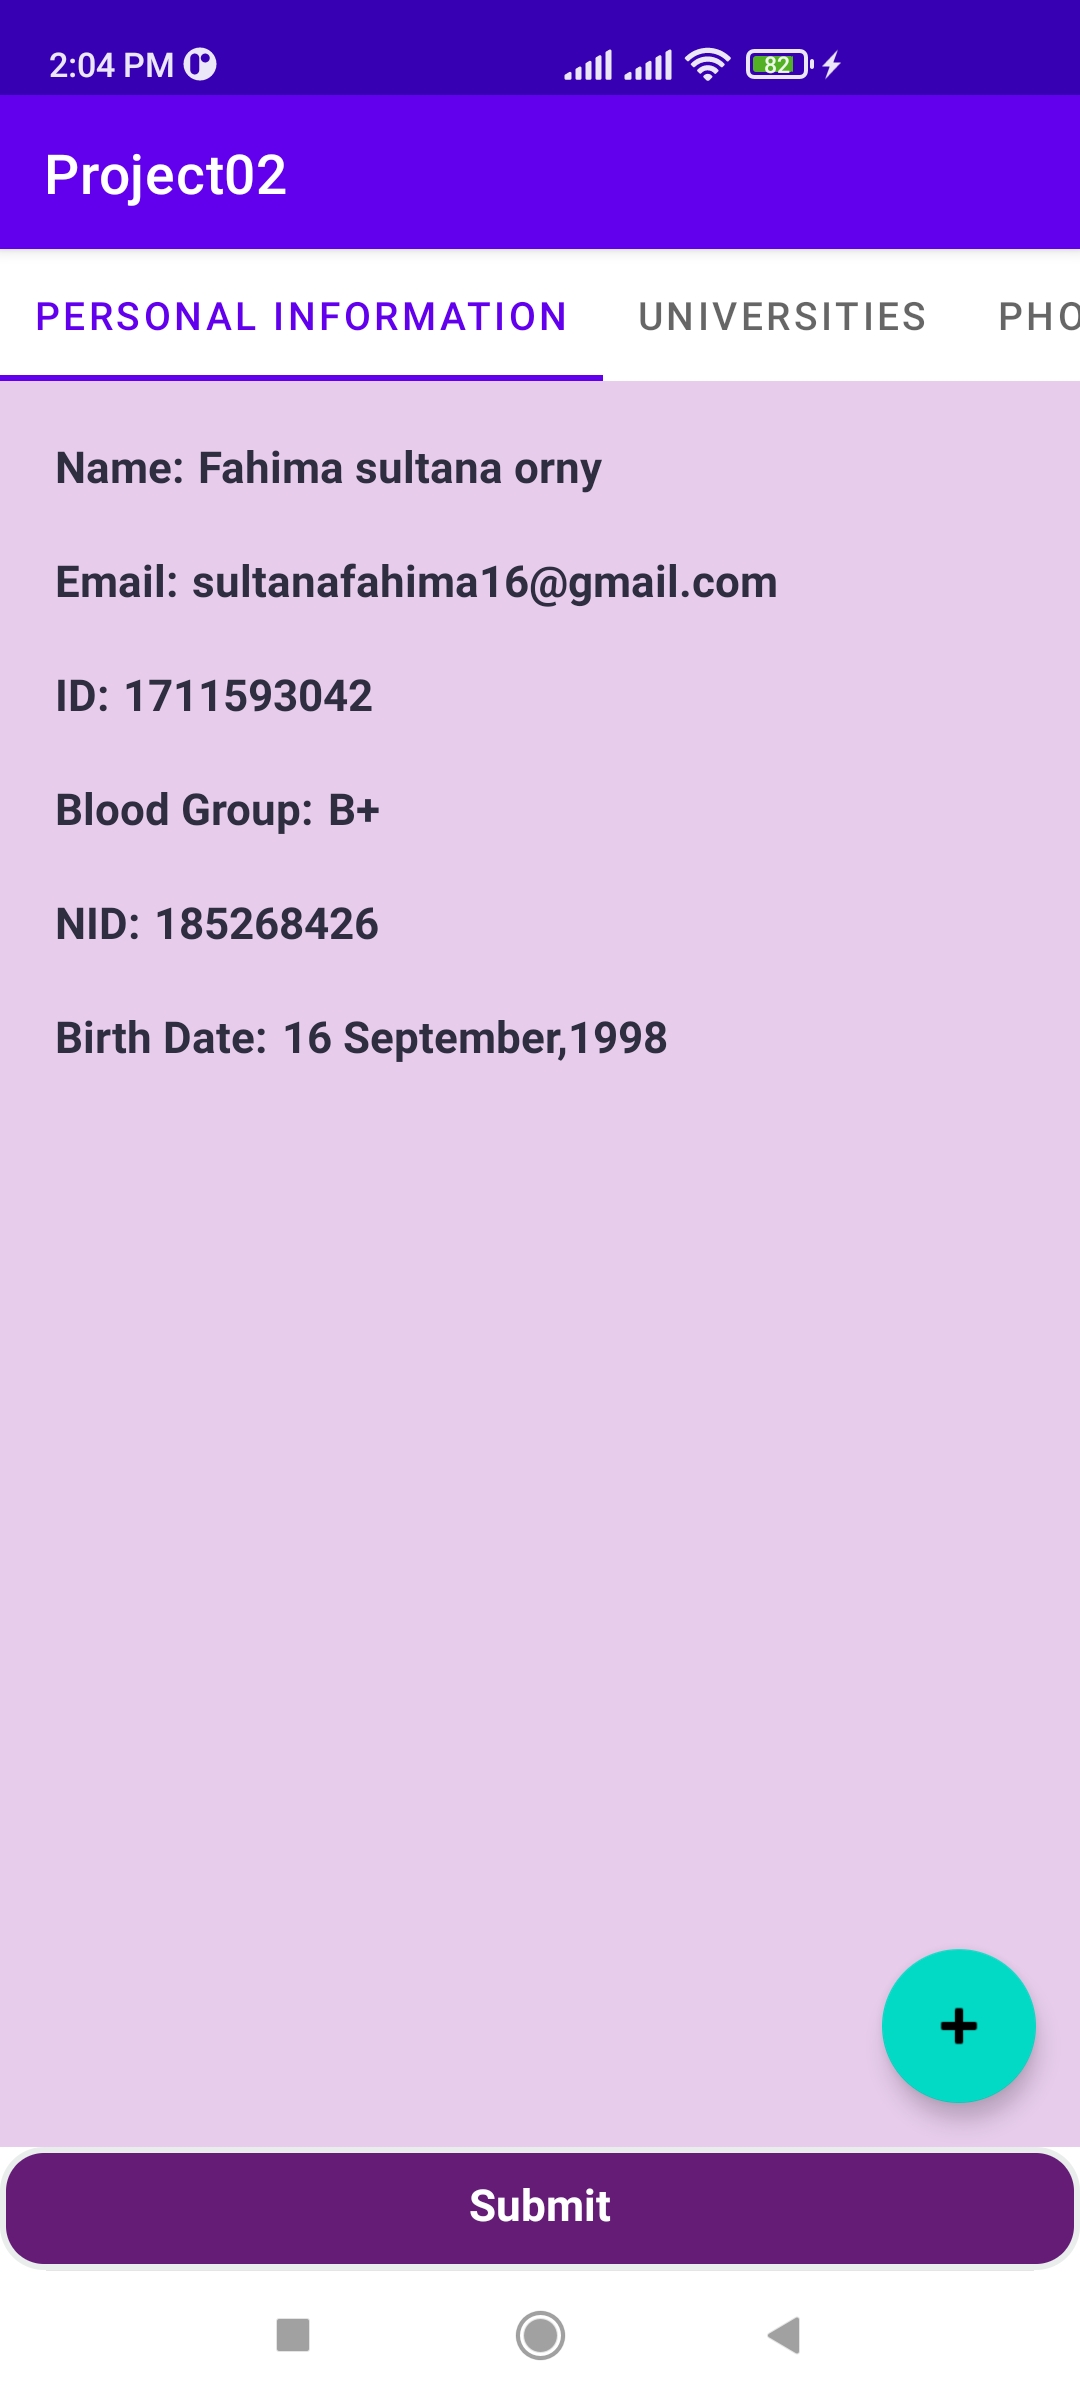 2:04 PM
82
Project02
PERSONAL INFORMATION UNIVERSITIES PHO
Name: Fahima sultana orny
Email: sultanafahima16@gmail.com
ID: 1711593042
Blood Group: B+
NID: 185268426
Birth Date: 16 September,1998
+
Submit